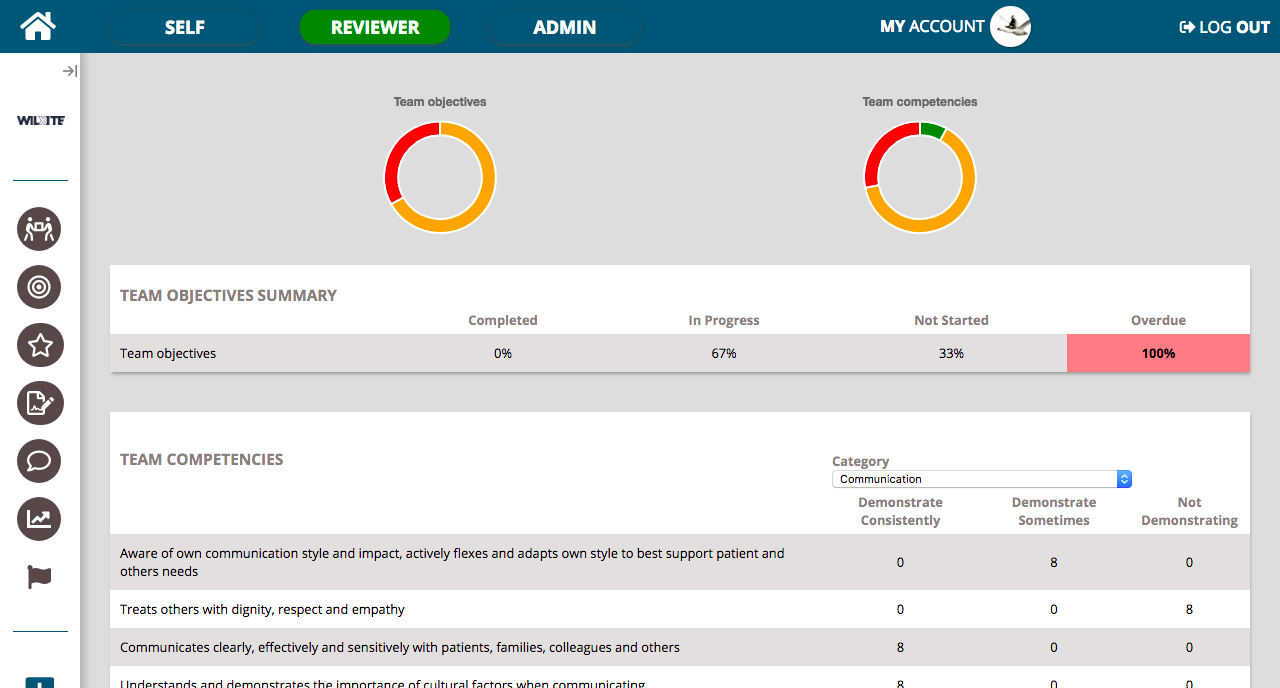 SELF
REVIEWER
ADMIN
MY ACCOUNT
LOG OUT
WILXITE
Team objectives
Team competencies
TEAM OBJECTIVES SUMMARY
Completed In Progress Not Started Overdue
Team objectives 0% 67% 33% 100%
TEAM COMPETENCIES
Category
Communication
Demonstrate Consistently
Demonstrate Sometimes
Not Demonstrating
Aware of own communication style and impact, actively flexes and adapts own style to best support patient and
others needs
0 8 0
Treats others with dignity, respect and empathy 0 0 8
Communicates clearly, effectively and sensitively with patients, families, colleagues and others 8 0 0
Understands and demonstrates the importance of cultural factors when communicating 8 0 0